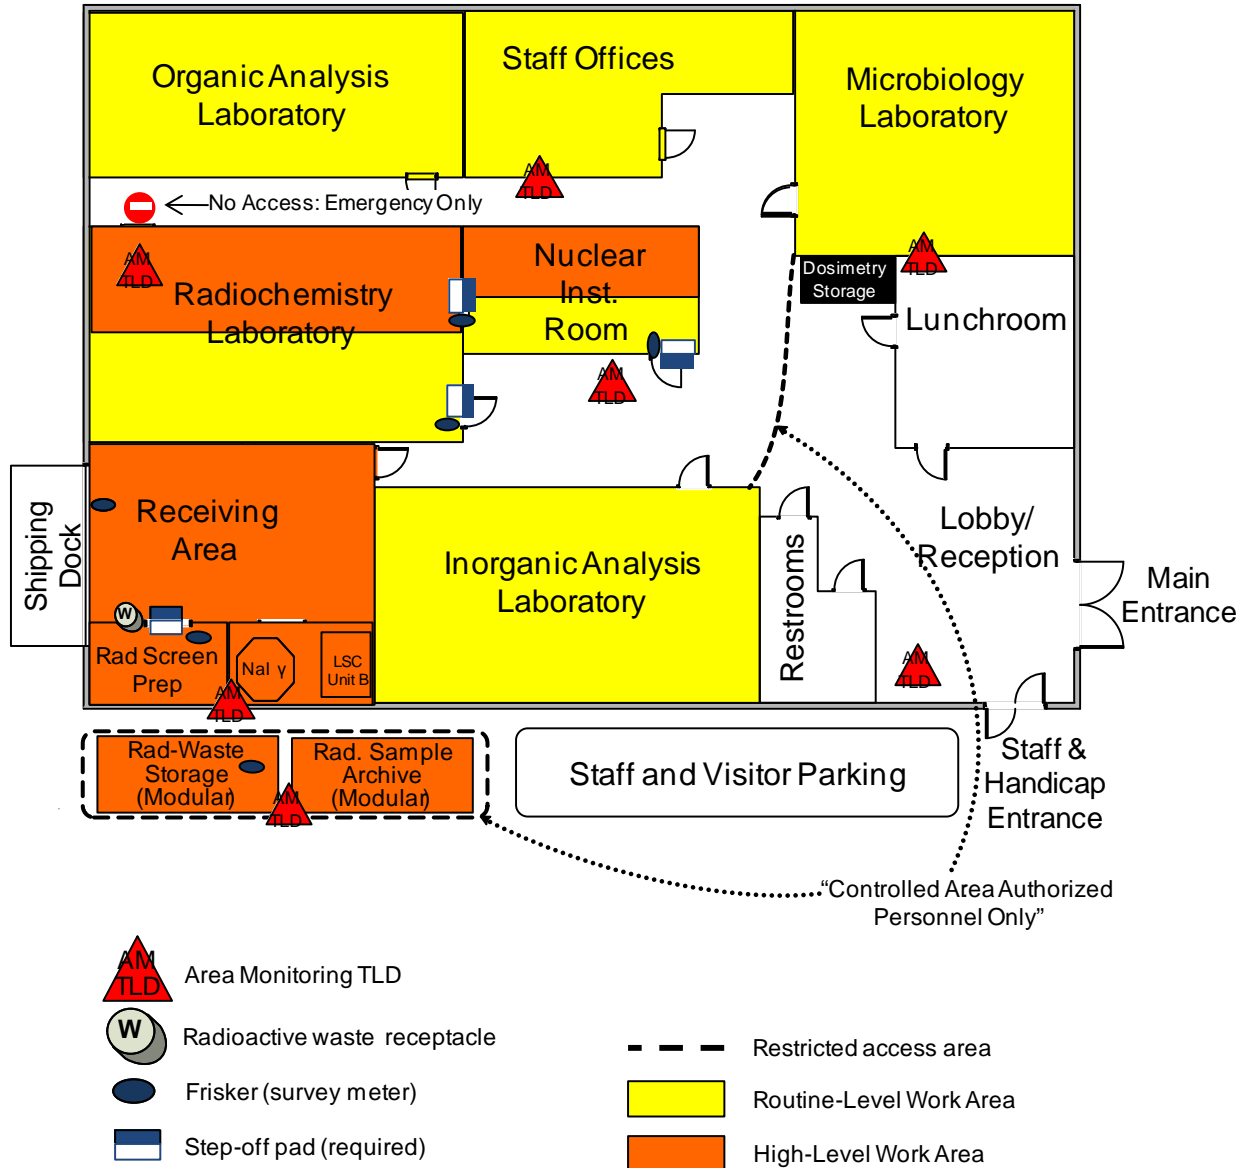 Organic Analysis
Laboratory
Staff Offices
Microbiology
Laboratory
AM
TLD
No Access: Emergency Only
AM
TLD
Radiochemistry
Laboratory
Nuclear
Inst.
Room
AM
TLD
Dosimetry
Storage
AM
TLD
Lunchroom
Shipping
Dock
Receiving
Area
Inorganic Analysis
Laboratory
Restrooms
Lobby/
Reception
Main
Entrance
W
Rad Screen
Prep
NaI γ
LSC
Unit B
AM
TLD
AM
TLD
Rad-Waste
Storage
(Modular)
Rad. Sample
Archive
(Modular)
AM
TLD
Staff and Visitor Parking
Staff &
Handicap
Entrance
“Controlled Area Authorized
Personnel Only”
AM
TLD
Area Monitoring TLD
W
Radioactive waste receptacle
Frisker (survey meter)
Step-off pad (required)
Restricted access area
Routine-Level Work Area
High-Level Work Area